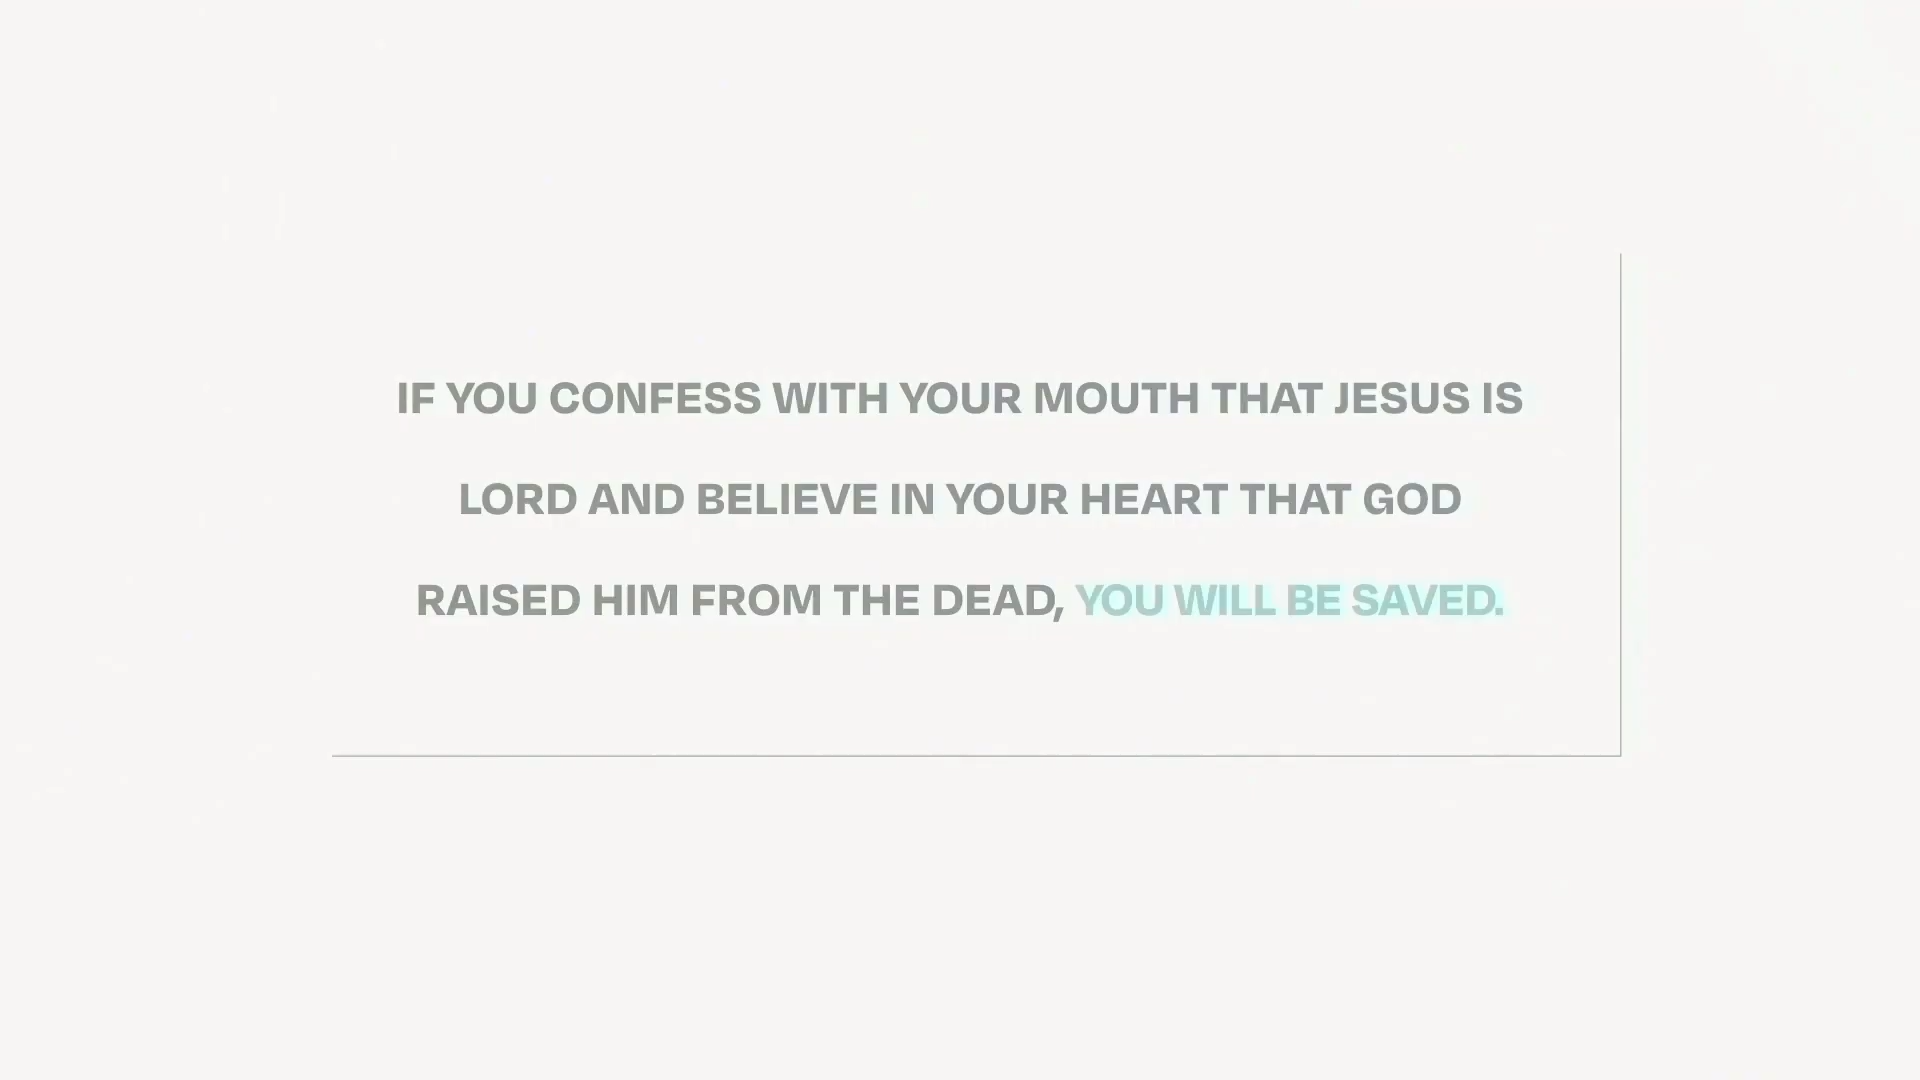 IF YOU CONFESS WITH YOUR MOUTH THAT JESUS IS
LORD AND BELIEVE IN YOUR HEART THAT GOD
RAISED HIM FROM THE DEAD, YOU WILL BE SAVED.